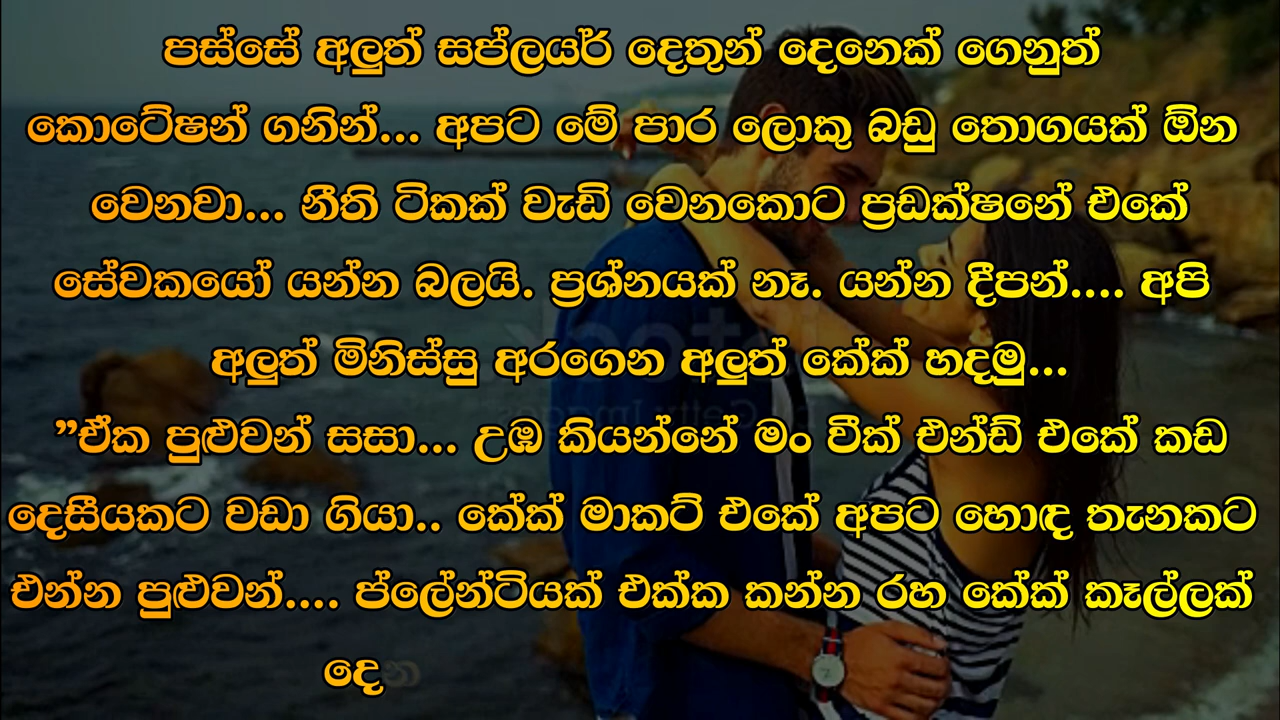 පස්සේ අලුත් සප්ලයර් දෙතුන් දෙනෙක් ගෙනුත්
කොටේෂන් ගනින්... අපට මේ පාර ලොකු බඩු තොගයක් ඕන
වෙනවා... නීති ටිකක් වැඩි වෙනකොට ප්‍රඩක්ෂනේ එකේ
සේවකයෝ යන්න බලයි. ප්‍රශ්නයක් නෑ. යන්න දීපන්.... අපි
අලුත් මිනිස්සු අරගෙන අලුත් කේක් හදමු...
”ඒක පුළුවන් සසා... උඹ කියන්නේ මං වීක් එන්ඩ් එකේ කඩ
දෙසීයකට වඩා ගියා.. කේක් මාකට් එකේ අපට හොඳ තැනකට
එන්න පුළුවන්.... ප්ලේන්ටියක් එක්ක කන්න රහ කේක් කෑල්ලක්
දෙන